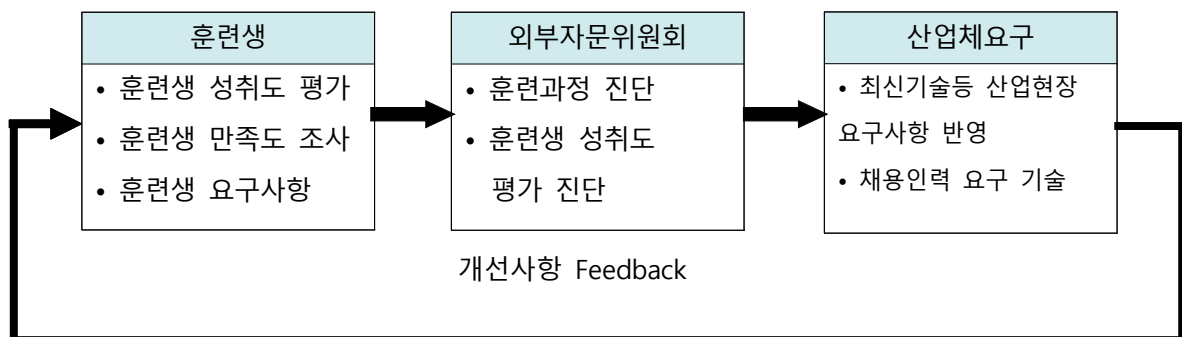 훈련생
• 훈련생 성취도 평가
• 훈련생 만족도 조사
• 훈련생 요구사항
외부자문위원회
• 훈련과정 진단
• 훈련생 성취도
평가 진단
산업체요구
• 최신기술등 산업현장
요구사항 반영
• 채용인력 요구 기술
개선사항 Feedback